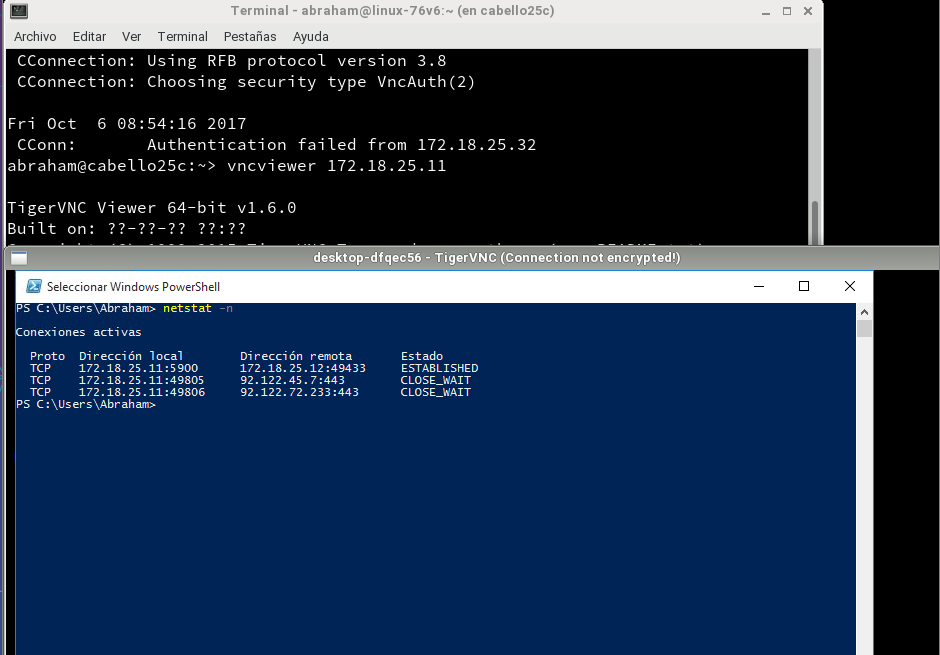 Terminal - abraham@linux-76v6:~ (en cabello25c)
Archivo Editar Ver Terminal Pestañas Ayuda
CConnection: Using RFB protocol version 3.8
CConnection: Choosing security type VncAuth(2)
Fri Oct  6 08:54:16 2017
CConn:       Authentication failed from 172.18.25.32
abraham@cabello25c:~> vncviewer 172.18.25.11
TigerVNC Viewer 64-bit v1.6.0
Built on: ??-??-?? ??:??
desktop-dfqec56 - TigerVNC (Connection not encrypted!)
Seleccionar Windows PowerShell
PS C:\Users\Abraham> netstat -n
Conexiones activas
Proto  Dirección local        Dirección remota       Estado
TCP    172.18.25.11:5900      172.18.25.12:49433     ESTABLISHED
TCP    172.18.25.11:49805     92.122.45.7:443        CLOSE_WAIT
TCP    172.18.25.11:49806     92.122.72.233:443      CLOSE_WAIT
PS C:\Users\Abraham>